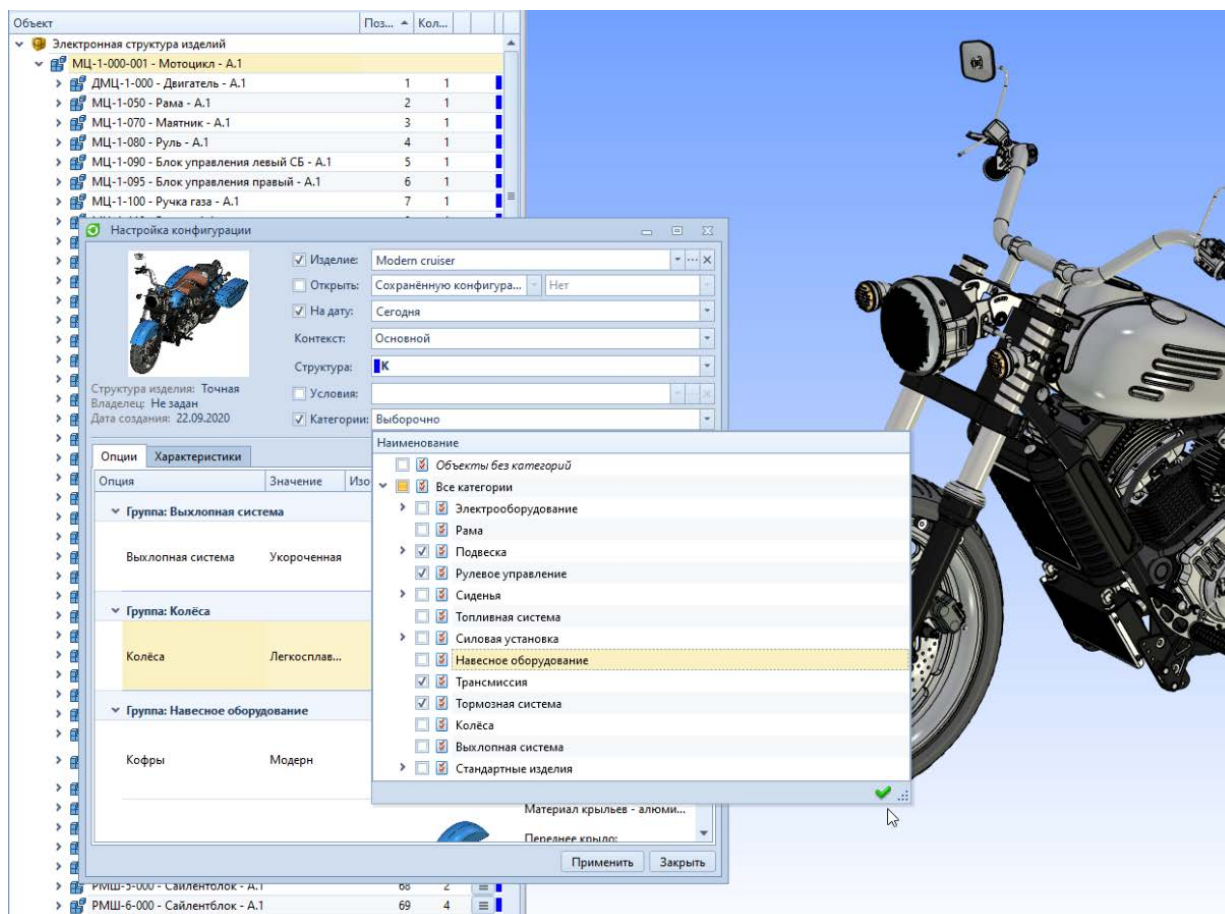 Объект Поз... Кол...
Электронная структура изделий
МЦ-1-000-001 - Мотоцикл - А.1
ДМЦ-1-000 - Двигатель - А.1 1 1
МЦ-1-050 - Рама - А.1 2 1
МЦ-1-070 - Маятник - А.1 3 1
МЦ-1-080 - Руль - А.1 4 1
МЦ-1-090 - Блок управления левый СБ - А.1 5 1
МЦ-1-095 - Блок управления правый - А.1 6 1
МЦ-1-100 - Ручка газа - А.1 7 1
Настройка конфигурации
Изделие: Modern cruiser
Открыть: Сохранённую конфигура... Нет
На дату: Сегодня
Контекст: Основной
Структура: К
Структура изделия: Точная
Владелец: Не задан
Дата создания: 22.09.2020
Условия:
Категории: Выборочно
Опции Характеристики
Опция Значение Изо
Группа: Выхлопная система
Выхлопная система Укороченная
Группа: Колёса
Колёса Легкосплав...
Группа: Навесное оборудование
Кофры Модерн
Наименование
Объекты без категорий
Все категории
Электрооборудование
Рама
Подвеска
Рулевое управление
Сиденья
Топливная система
Силовая установка
Навесное оборудование
Трансмиссия
Тормозная система
Колёса
Выхлопная система
Стандартные изделия
Материал крыльев - алюми...
Переднее крыло:
Применить Закрыть
РМШ-5-000 - Сайлентблок - А.1 68 2
РМШ-6-000 - Сайлентблок - А.1 69 4